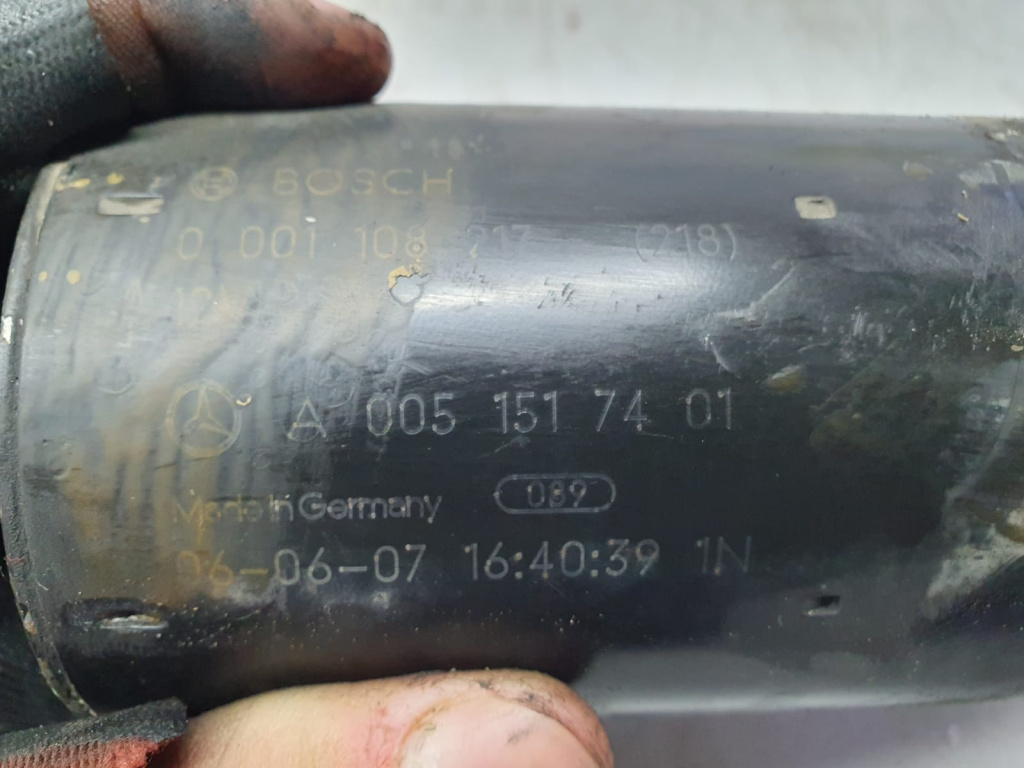 BOSCH
0 001 108 217 (218)
A 005 151 74 01
Made in Germany 089
06-06-07 16:40:39 1N